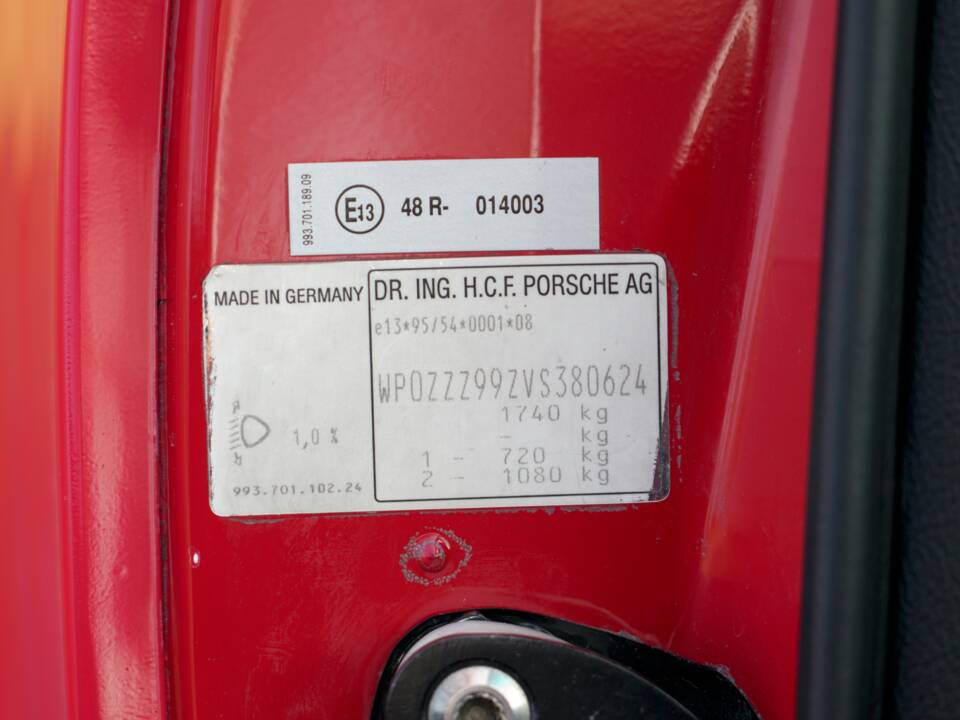 993.701.189.09
E13 48 R- 014003
MADE IN GERMANY
DR. ING. H.C.F. PORSCHE AG
e13*95/54*0001*08
WP0ZZZ99ZVS380624
1740 kg
- kg
1 - 720 kg
2 - 1080 kg
1,0 %
993.701.102.24